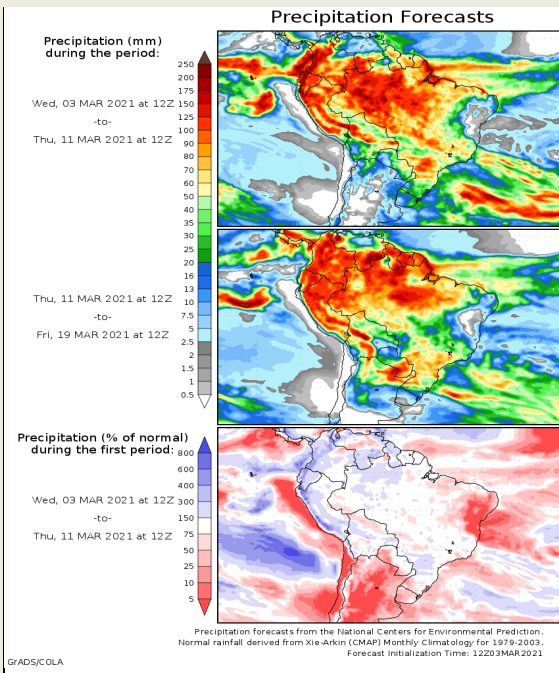 Precipitation Forecasts
Precipitation (mm)
during the period:
Wed, 03 MAR 2021 at 12Z
-to-
Thu, 11 MAR 2021 at 12Z
250
200
175
150
125
100
90
80
70
60
50
40
35
30
25
20
16
13
10
7.5
5
2.5
2
1.5
1
0.5
Thu, 11 MAR 2021 at 12Z
-to-
Fri, 19 MAR 2021 at 12Z
Precipitation (% of normal)
during the first period:
Wed, 03 MAR 2021 at 12Z
-to-
Thu, 11 MAR 2021 at 12Z
800
600
400
300
150
75
50
25
10
5
Precipitation forecasts from the National Centers for Environmental Prediction.
Normal rainfall derived from Xie-Arkin (CMAP) Monthly Climatology for 1979-2003.
Forecast Initialization Time: 12Z03MAR2021
GrADS/COLA